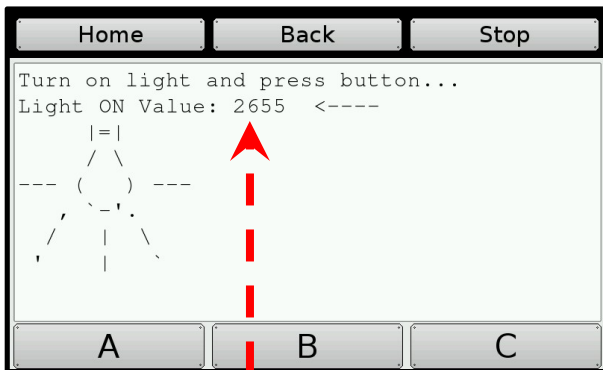 Home Back Stop
Turn on light and press button...
Light ON Value: 2655 <----
|=|
/ \
--- (    ) ---
, `-'.
/ | \
' | `
A B C